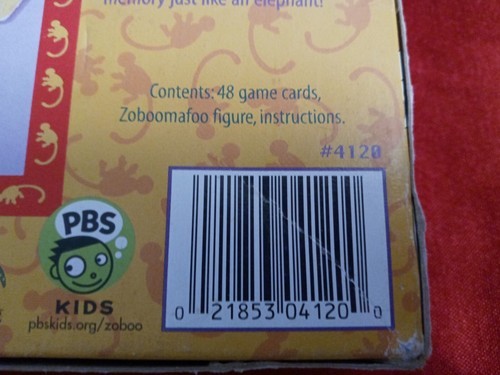 memory just like an elephant!
Contents: 48 game cards,
Zoboomafoo figure, instructions.
#4120
PBS
KIDS
pbskids.org/zoboo
0 21853 04120 0